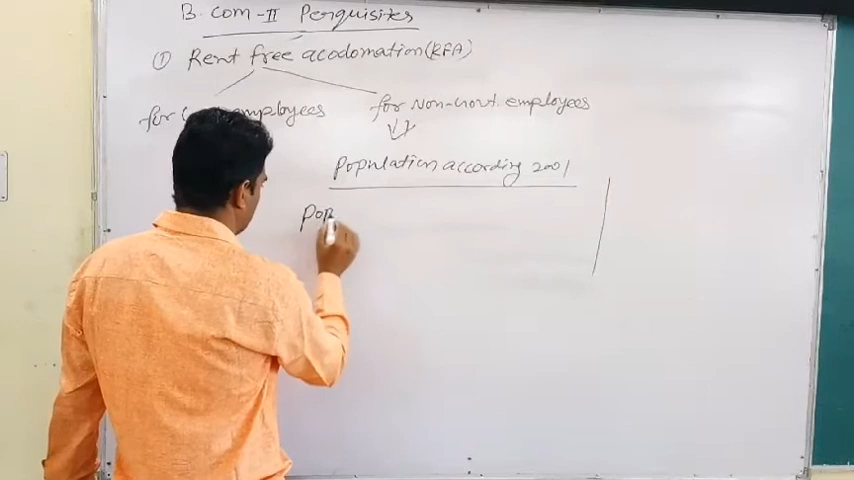 B.com-II Perquisites
① Rent free acodomation (RFA)
for employees for Non-Govt. employees
Population according 2001
Pop